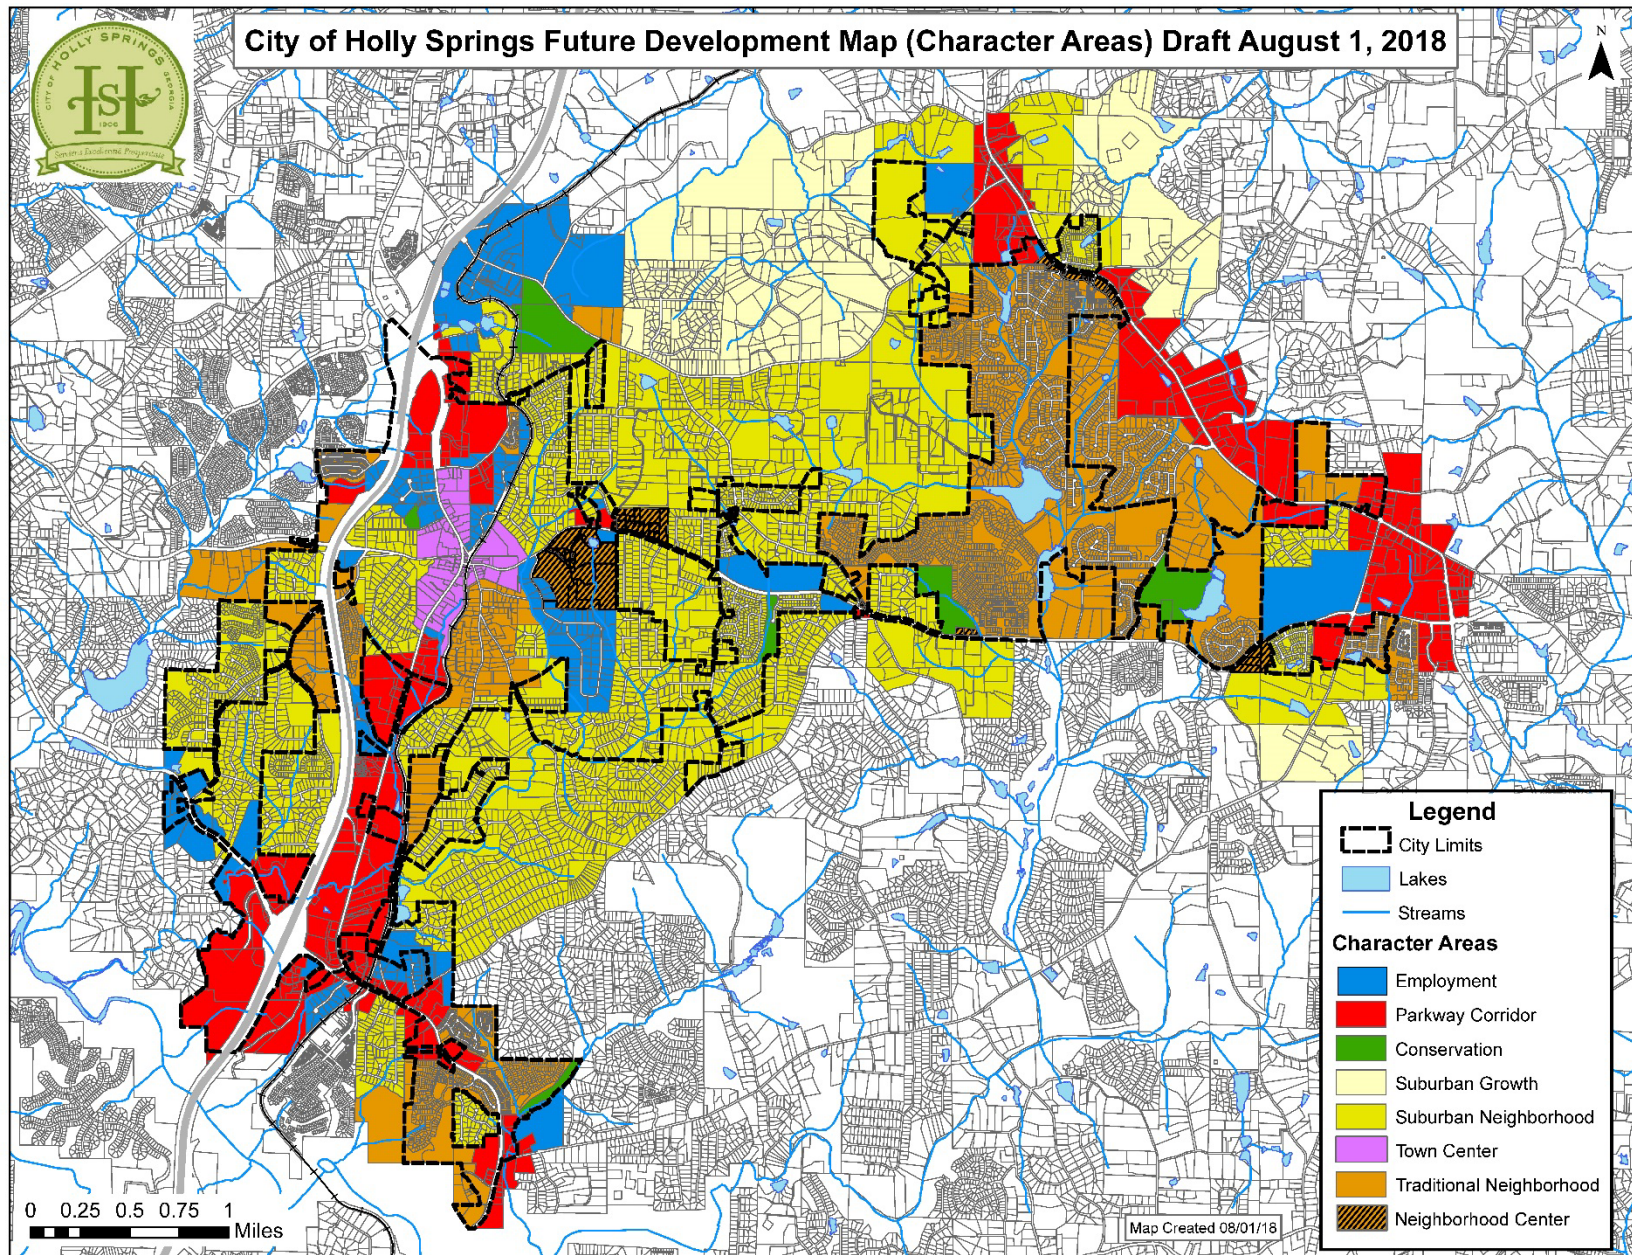 City of Holly Springs Future Development Map (Character Areas) Draft August 1, 2018
CITY OF HOLLY SPRINGS GEORGIA
HS
1906
N
Legend
City Limits
Lakes
Streams
Character Areas
Employment
Parkway Corridor
Conservation
Suburban Growth
Suburban Neighborhood
Town Center
Traditional Neighborhood
Neighborhood Center
0 0.25 0.5 0.75 1
Miles
Map Created 08/01/18